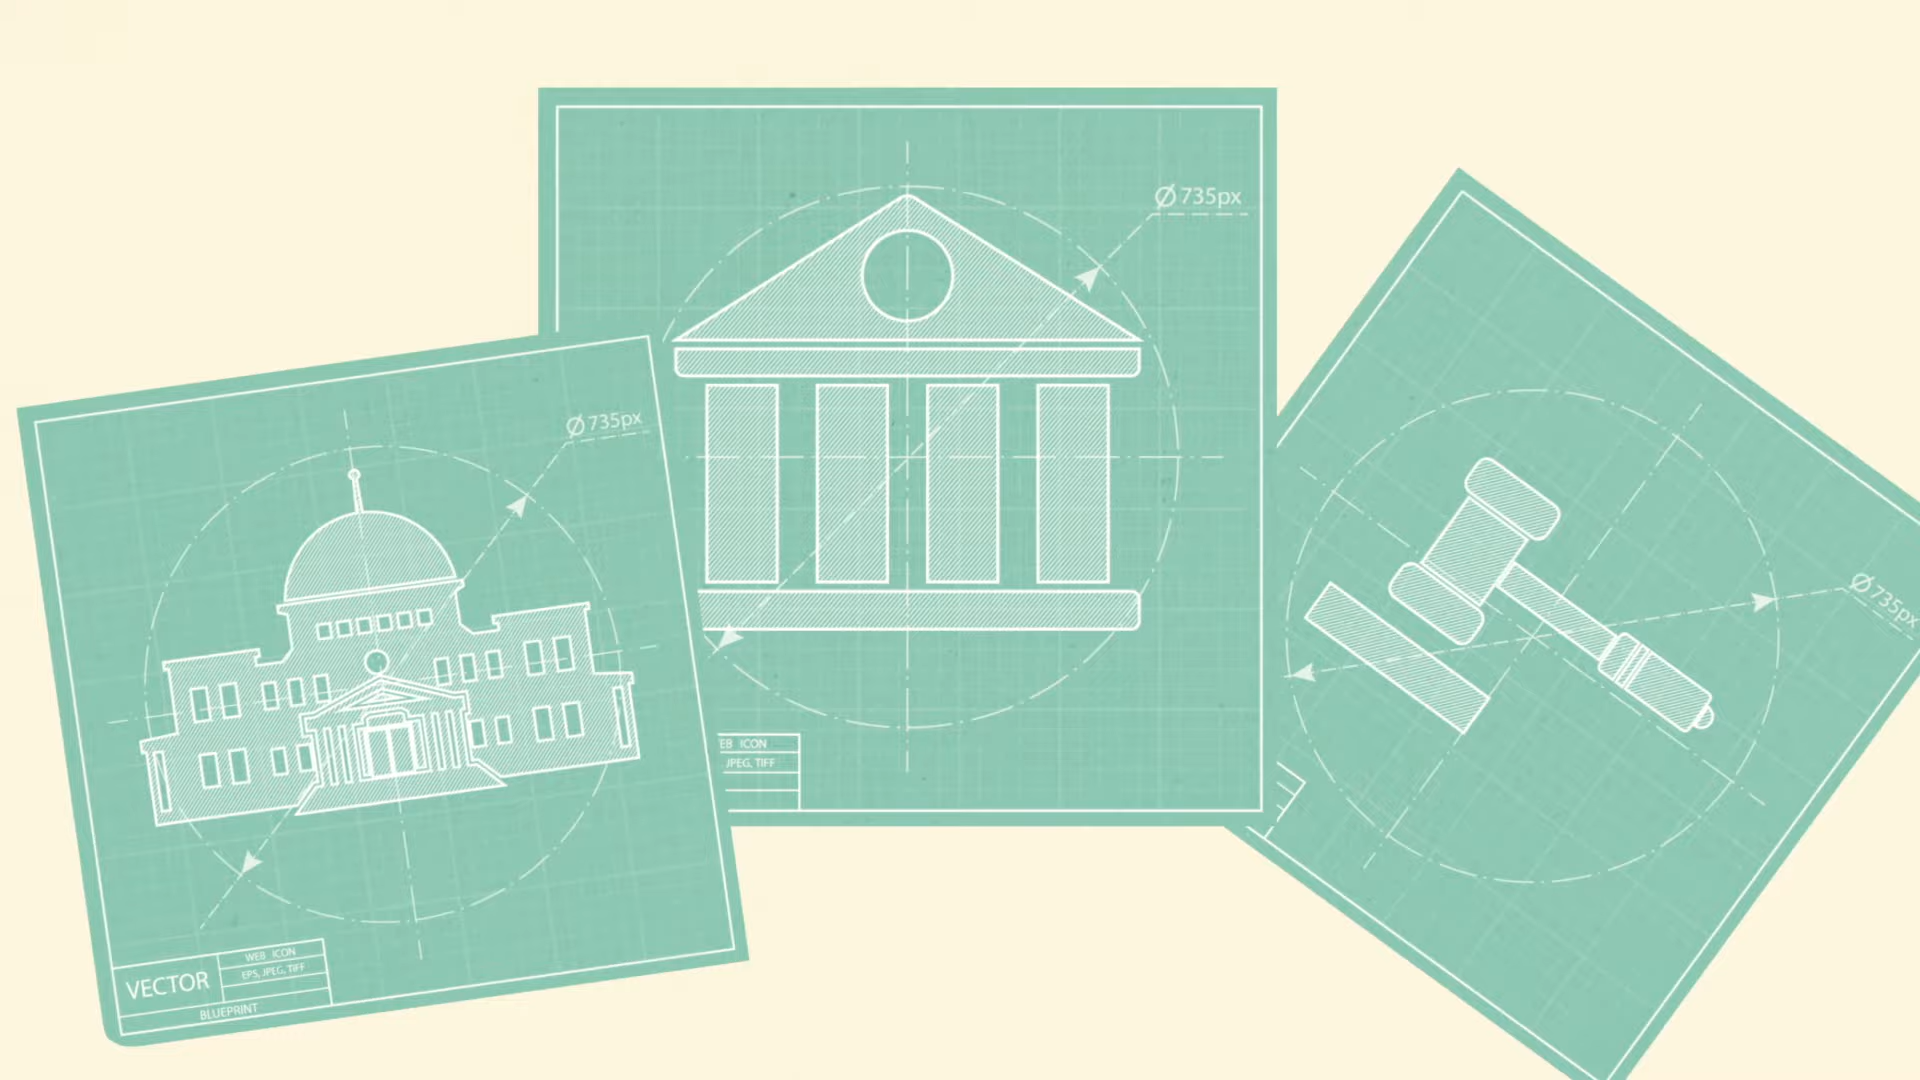 Ø735px
VECTOR
WEB ICON
EPS, JPEG, TIFF
BLUEPRINT
Ø735px
EB ICON
JPEG, TIFF
Ø735px